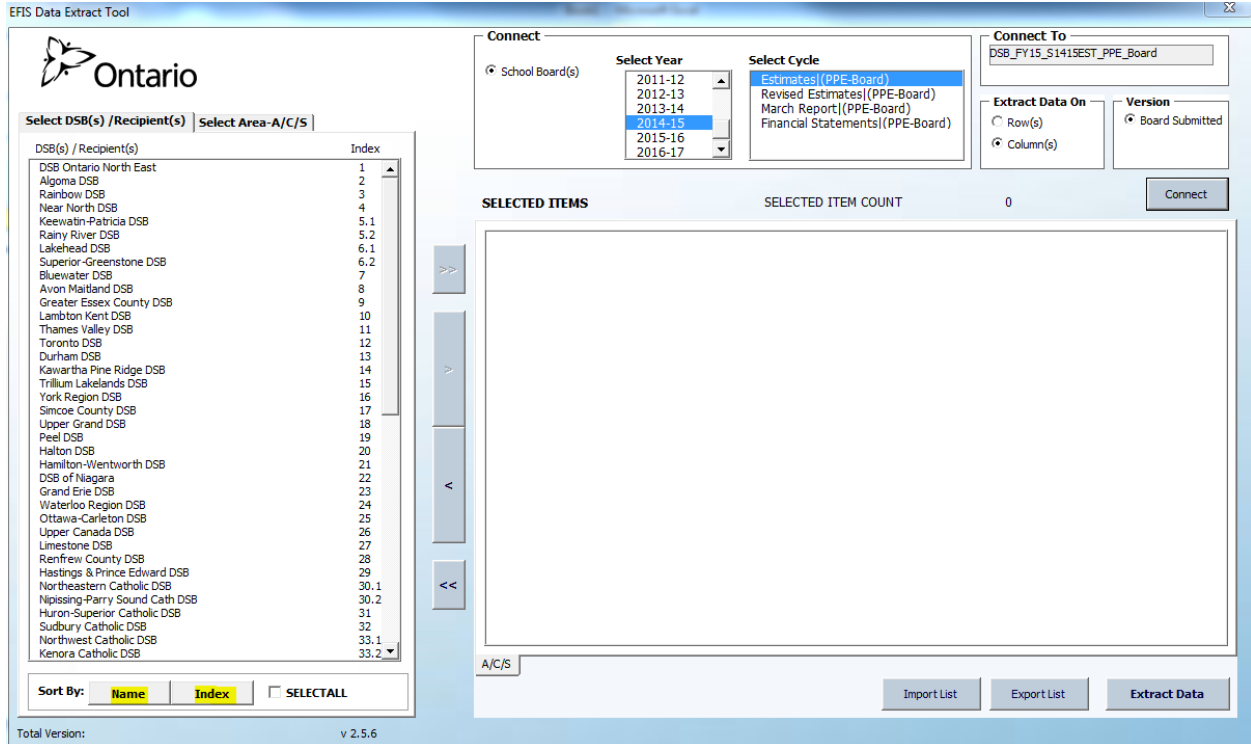 EFIS Data Extract Tool
Ontario
Connect
School Board(s)
Select Year
2011-12
2012-13
2013-14
2014-15
2015-16
2016-17
Select Cycle
Estimates|(PPE-Board)
Revised Estimates|(PPE-Board)
March Report|(PPE-Board)
Financial Statements|(PPE-Board)
Connect To
DSB_FY15_S1415EST_PPE_Board
Extract Data On
Row(s)
Column(s)
Version
Board Submitted
Connect
Select DSB(s) /Recipient(s) Select Area-A/C/S
DSB(s) / Recipient(s) Index
DSB Ontario North East 1
Algoma DSB 2
Rainbow DSB 3
Near North DSB 4
Keewatin-Patricia DSB 5.1
Rainy River DSB 5.2
Lakehead DSB 6.1
Superior-Greenstone DSB 6.2
Bluewater DSB 7
Avon Maitland DSB 8
Greater Essex County DSB 9
Lambton Kent DSB 10
Thames Valley DSB 11
Toronto DSB 12
Durham DSB 13
Kawartha Pine Ridge DSB 14
Trillium Lakelands DSB 15
York Region DSB 16
Simcoe County DSB 17
Upper Grand DSB 18
Peel DSB 19
Halton DSB 20
Hamilton-Wentworth DSB 21
DSB of Niagara 22
Grand Erie DSB 23
Waterloo Region DSB 24
Ottawa-Carleton DSB 25
Upper Canada DSB 26
Limestone DSB 27
Renfrew County DSB 28
Hastings & Prince Edward DSB 29
Northeastern Catholic DSB 30.1
Nipissing-Parry Sound Cath DSB 30.2
Huron-Superior Catholic DSB 31
Sudbury Catholic DSB 32
Northwest Catholic DSB 33.1
Kenora Catholic DSB 33.2
Sort By: Name Index SELECTALL
Total Version: v 2.5.6
>>
>
<
<<
SELECTED ITEMS SELECTED ITEM COUNT 0
A/C/S
Import List Export List Extract Data